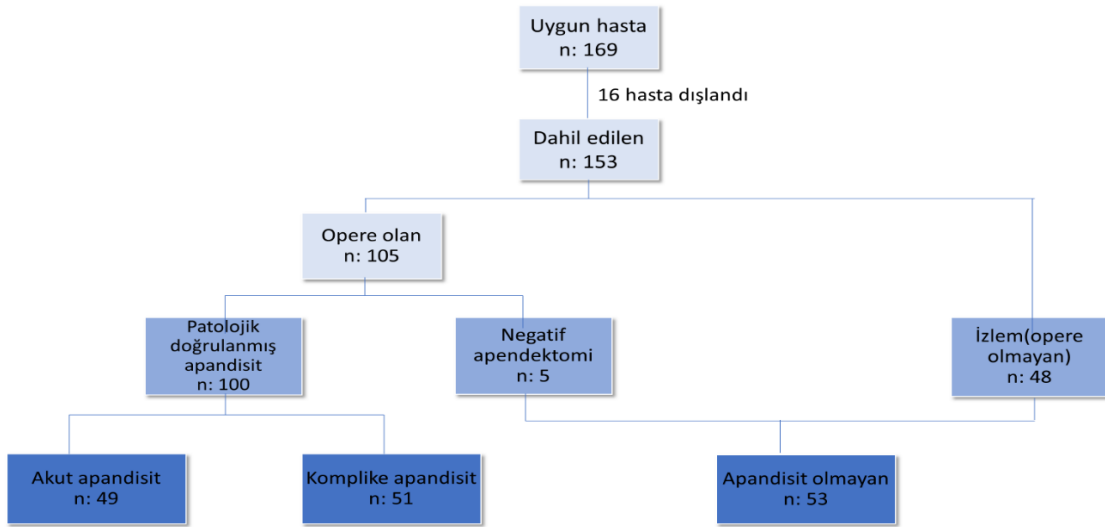 Uygun hasta
n: 169
16 hasta dışlandı
Dahil edilen
n: 153
Opere olan
n: 105
Patolojik
doğrulanmış
apandisit
n: 100
Negatif
apendektomi
n: 5
İzlem(opere
olmayan)
n: 48
Akut apandisit
n: 49
Komplike apandisit
n: 51
Apandisit olmayan
n: 53